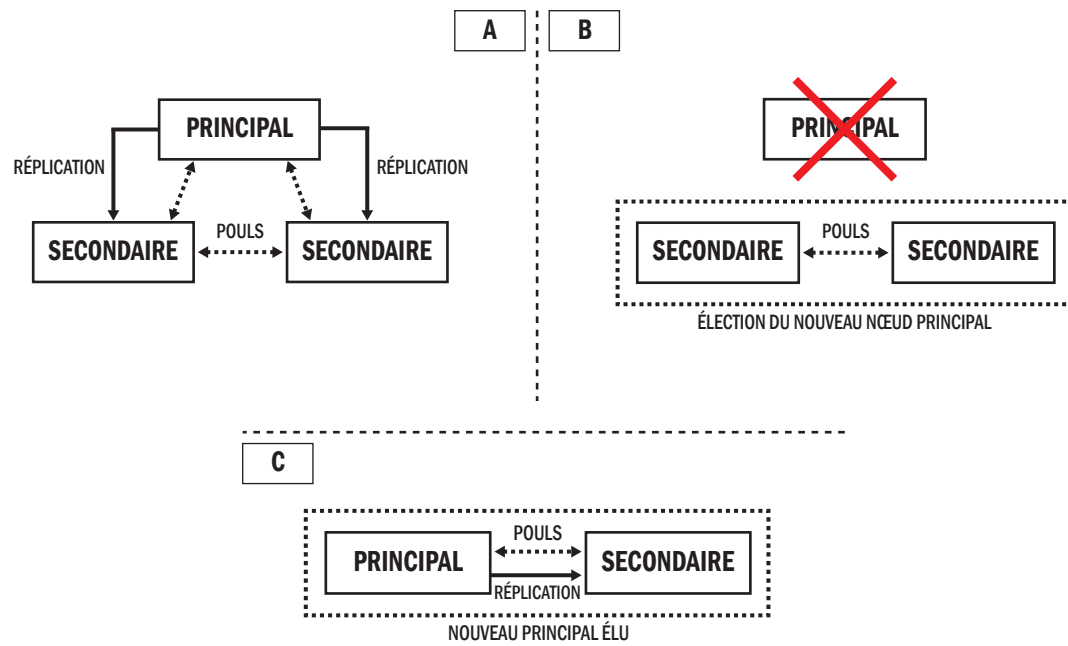 A
B
PRINCIPAL
RÉPLICATION
RÉPLICATION
SECONDAIRE
POULS
SECONDAIRE
PRINCIPAL
SECONDAIRE
POULS
SECONDAIRE
ÉLECTION DU NOUVEAU NŒUD PRINCIPAL
C
PRINCIPAL
POULS
RÉPLICATION
SECONDAIRE
NOUVEAU PRINCIPAL ÉLU